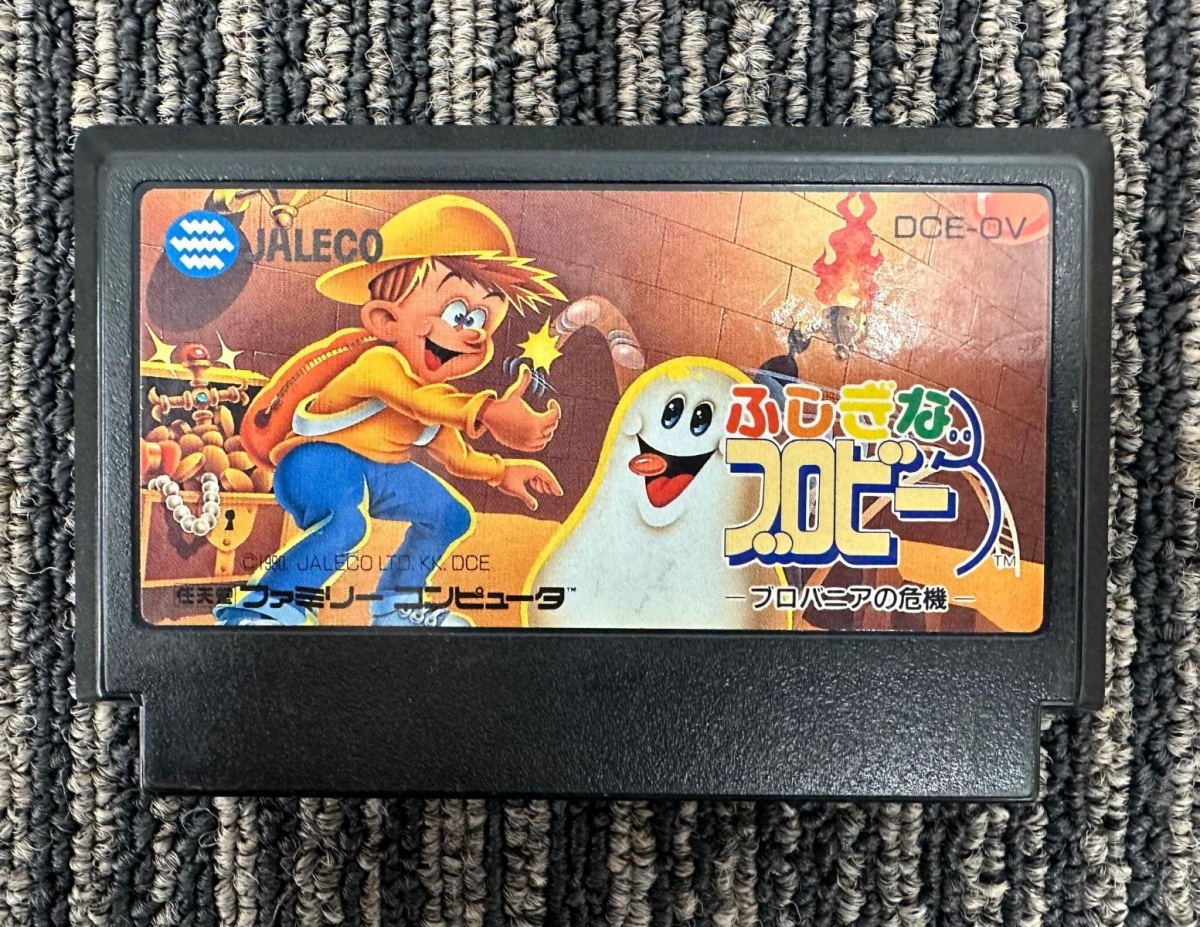 JALECO
DCE-OV
ふしぎな
ブロビー
TM
©1990 JALECO LTD. KK. DCE
任天堂 ファミリー コンピュータ™
−ブロバニアの危機−